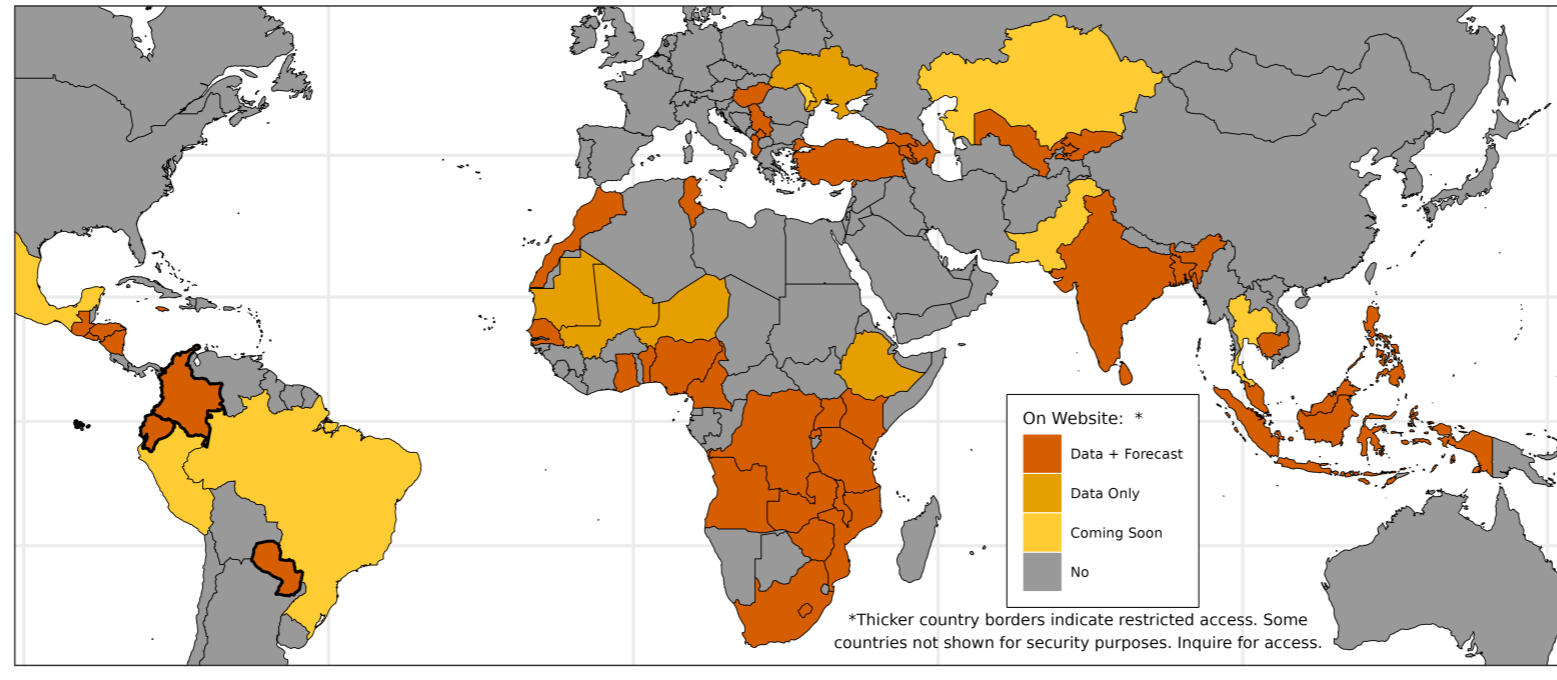 On Website:  *
Data + Forecast
Data Only
Coming Soon
No
*Thicker country borders indicate restricted access. Some
countries not shown for security purposes. Inquire for access.